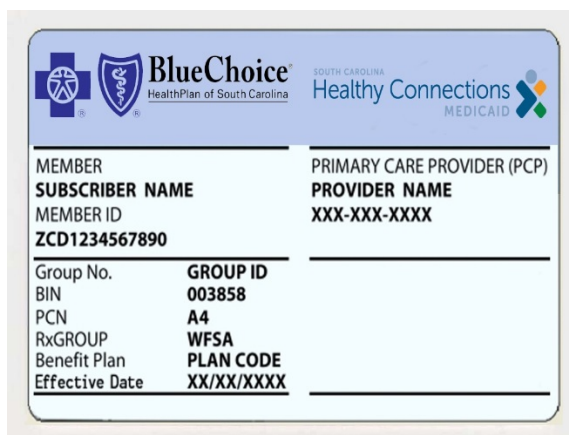 BlueChoice®
HealthPlan of South Carolina
SOUTH CAROLINA
Healthy Connections
MEDICAID
MEMBER
SUBSCRIBER NAME
MEMBER ID
ZCD1234567890
PRIMARY CARE PROVIDER (PCP)
PROVIDER NAME
XXX-XXX-XXXX
Group No. GROUP ID
BIN 003858
PCN A4
RxGROUP WFSA
Benefit Plan PLAN CODE
Effective Date XX/XX/XXXX